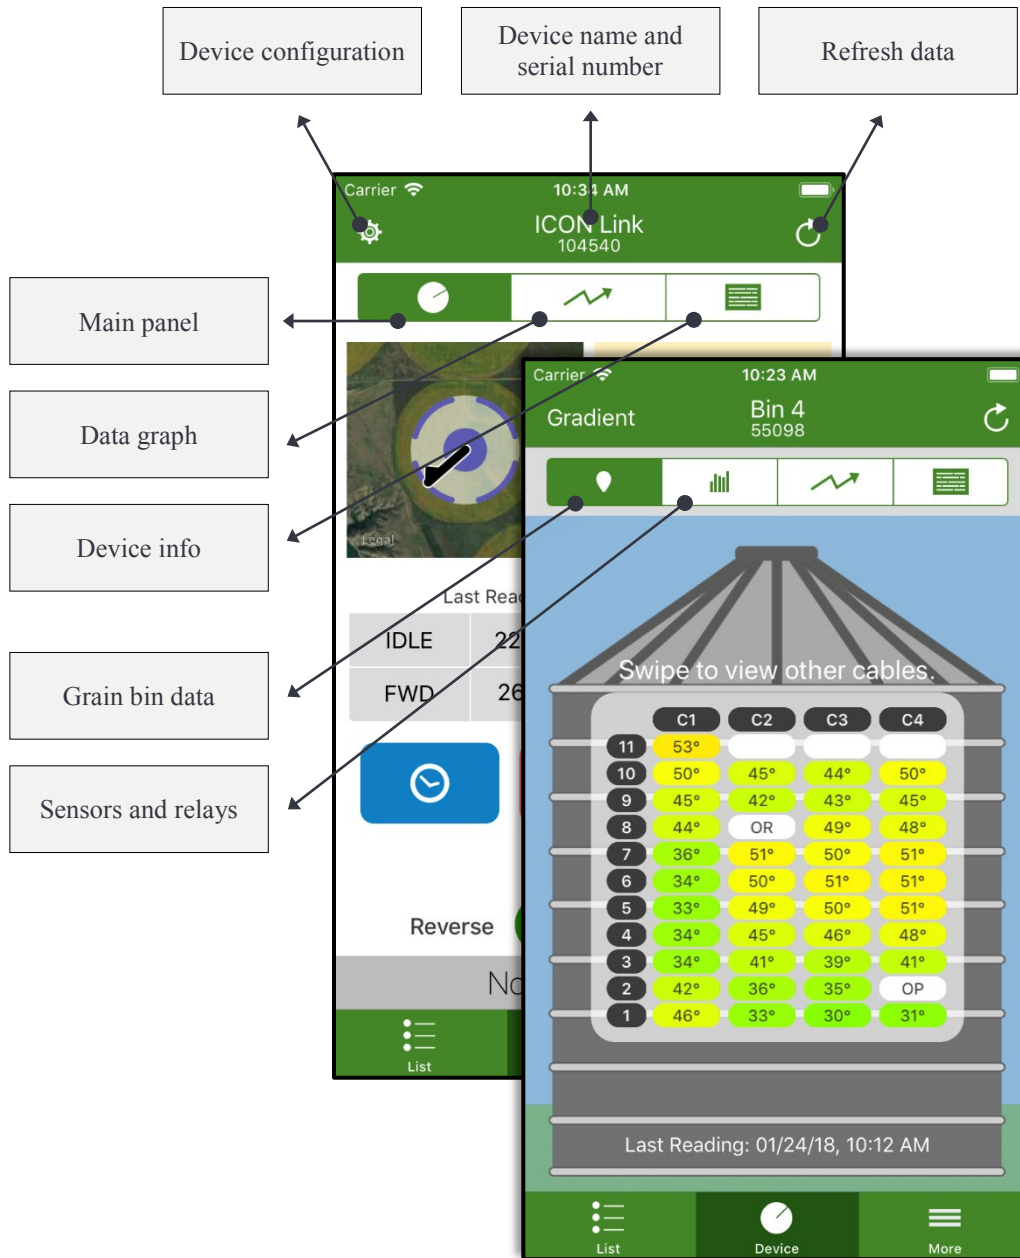 Device configuration
Device name and
serial number
Refresh data
Carrier
10:34 AM
ICON Link
104540
Main panel
Data graph
Device info
Grain bin data
Sensors and relays
Legal
IDLE
FWD
Reverse
List
Carrier
10:23 AM
Gradient
Bin 4
55098
Swipe to view other cables.
C1 C2 C3 C4
11 53°
10 50° 45° 44° 50°
9 45° 42° 43° 45°
8 44° OR 49° 48°
7 36° 51° 50° 51°
6 34° 50° 51° 51°
5 33° 49° 50° 51°
4 34° 45° 46° 48°
3 34° 41° 39° 41°
2 42° 36° 35° OP
1 46° 33° 30° 31°
Last Reading: 01/24/18, 10:12 AM
List
Device
More